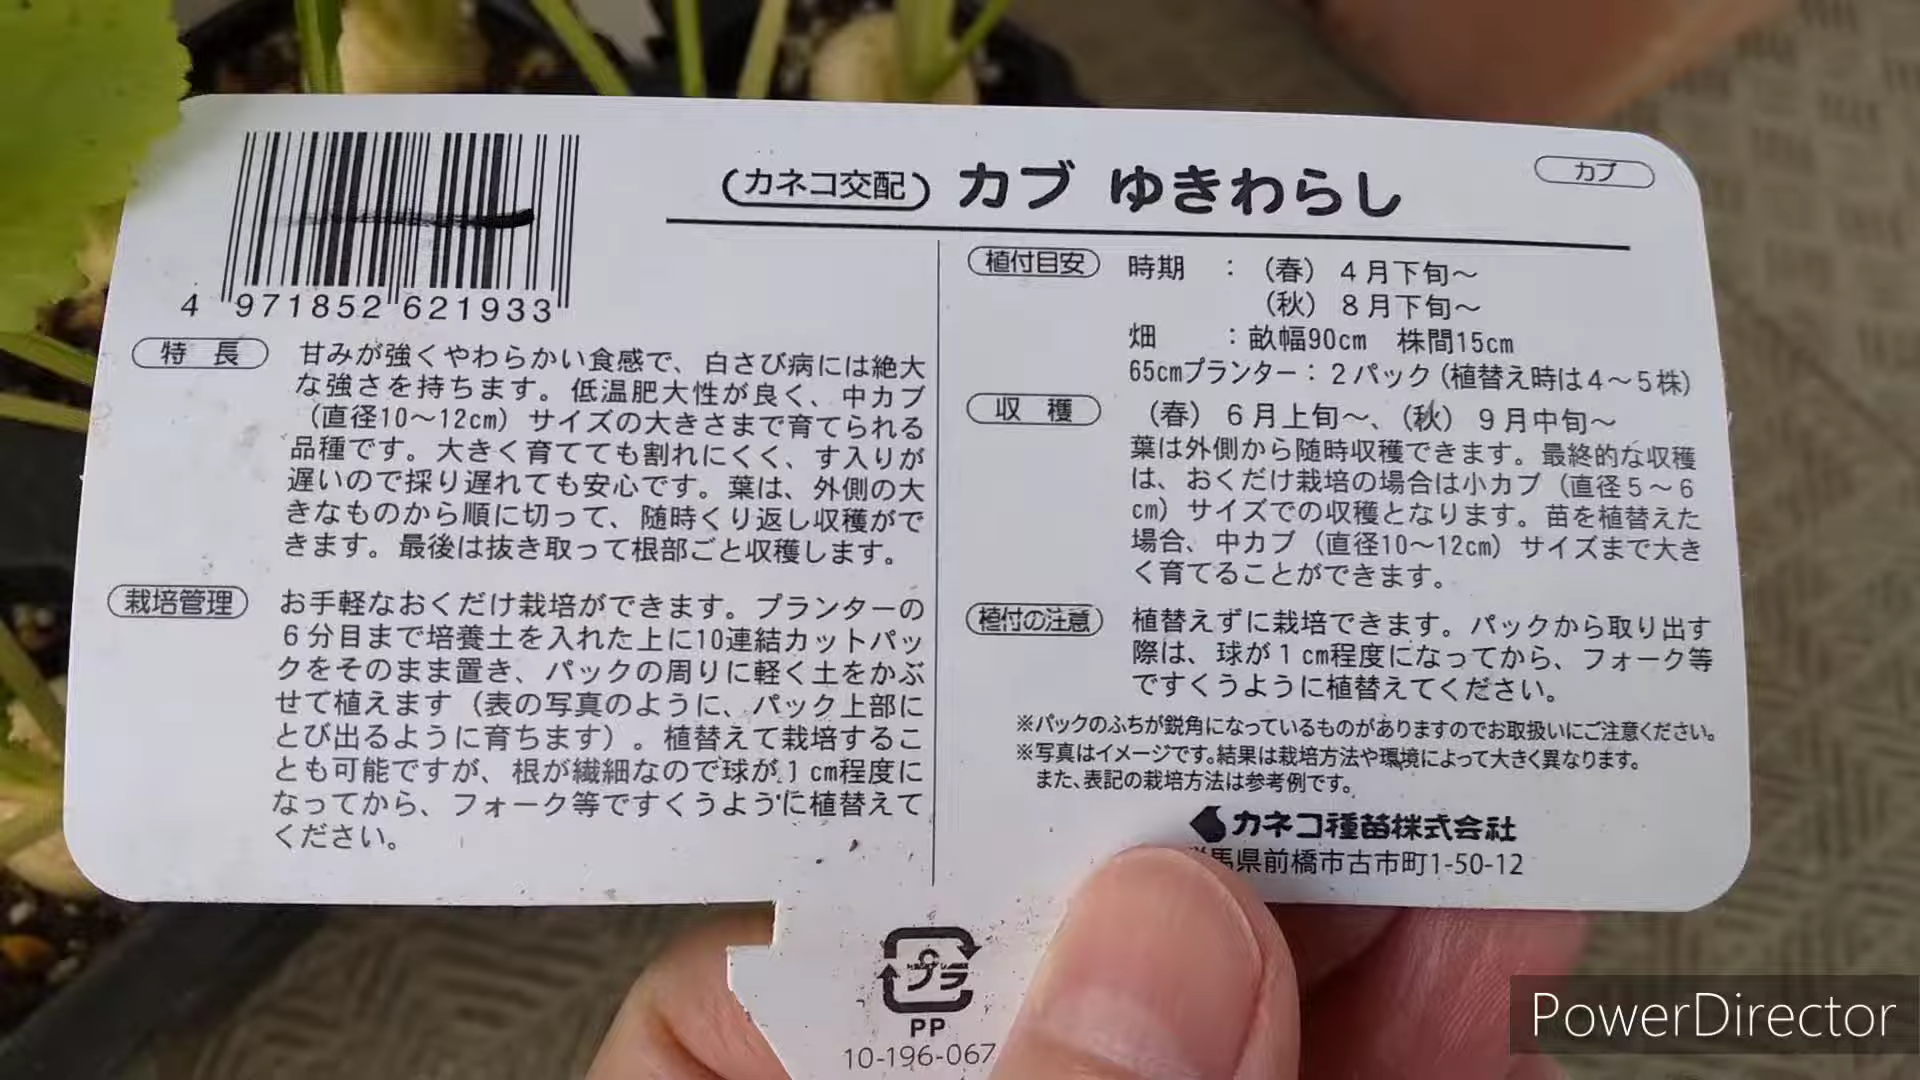 (カネコ交配) カブ ゆきわらし
カブ
4 971852 621933
特長
甘みが強くやわらかい食感で、白さび病には絶大
な強さを持ちます。低温肥大性が良く、中カブ
（直径10～12cm）サイズの大きさまで育てられる
品種です。大きく育てても割れにくく、す入りが
遅いので採り遅れても安心です。葉は、外側の大
きなものから順に切って、随時くり返し収穫がで
きます。最後は抜き取って根部ごと収穫します。
栽培管理
お手軽なおくだけ栽培ができます。プランターの
６分目まで培養土を入れた上に10連結カットパッ
クをそのまま置き、パックの周りに軽く土をかぶ
せて植えます（表の写真のように、パック上部に
とび出るように育ちます）。植替えて栽培するこ
とも可能ですが、根が繊細なので球が１cm程度に
なってから、フォーク等ですくうように植替えて
ください。
植付目安
時期 ：（春）４月下旬～
（秋）８月下旬～
畑 ：畝幅90cm 株間15cm
65cmプランター：２パック（植替え時は４～５株）
収穫
（春）６月上旬～、（秋）９月中旬～
葉は外側から随時収穫できます。最終的な収穫
は、おくだけ栽培の場合は小カブ（直径５～６
cm）サイズでの収穫となります。苗を植替えた
場合、中カブ（直径10～12cm）サイズまで大き
く育てることができます。
植付の注意
植替えずに栽培できます。パックから取り出す
際は、球が１cm程度になってから、フォーク等
ですくうように植替えてください。
※パックのふちが鋭角になっているものがありますのでお取扱いにご注意ください。
※写真はイメージです。結果は栽培方法や環境によって大きく異なります。
また、表記の栽培方法は参考例です。
カネコ種苗株式会社
馬県前橋市古市町1-50-12
プラ
PP
10-196-067
PowerDirector